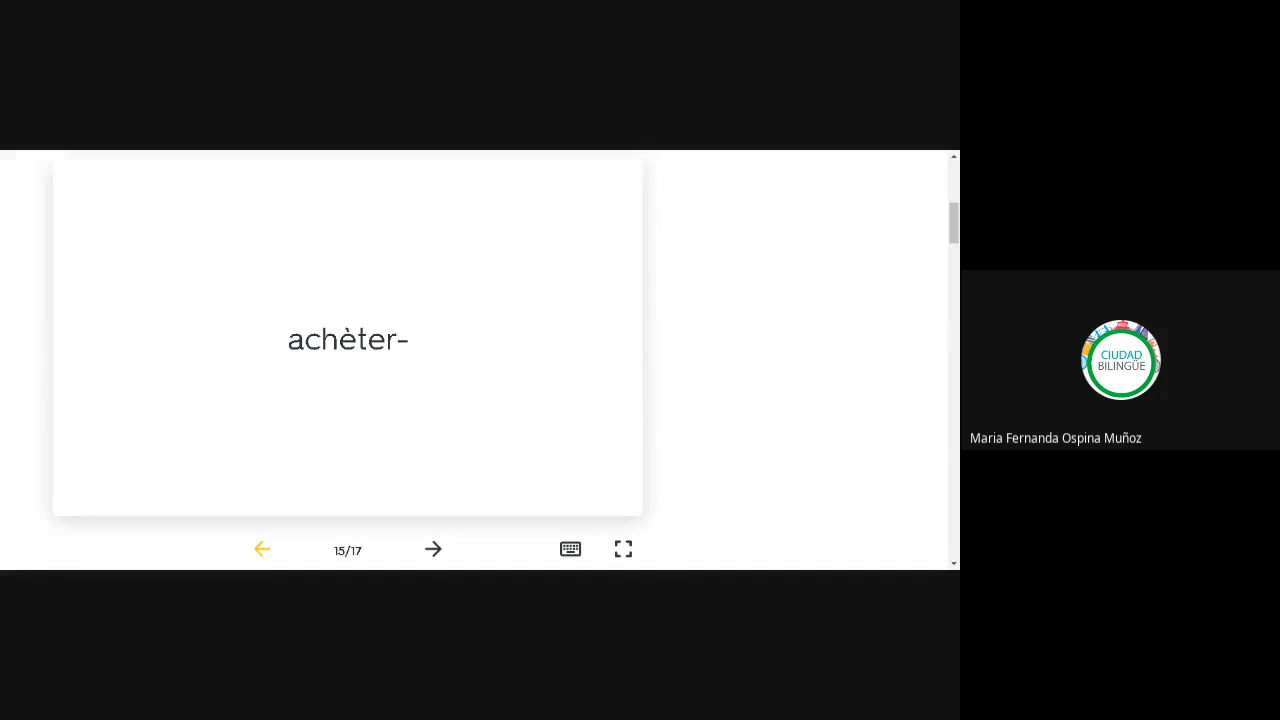 achèter-
15/17
CIUDAD
BILINGÜE
Maria Fernanda Ospina Muñoz